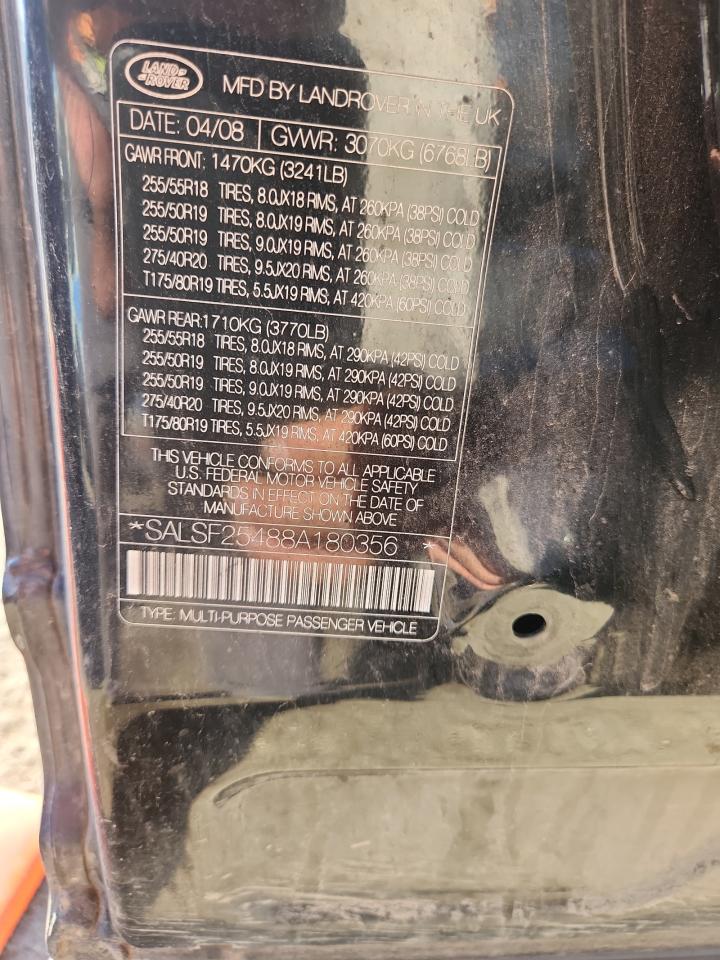 LAND ROVER
MFD BY LANDROVER IN THE UK
DATE: 04/08 GVWR: 3070KG (6768LB)
GAWR FRONT: 1470KG (3241LB)
255/55R18 TIRES, 8.0JX18 RIMS, AT 260KPA (38PSI) COLD
255/50R19 TIRES, 8.0JX19 RIMS, AT 260KPA (38PSI) COLD
255/50R19 TIRES, 9.0JX19 RIMS, AT 260KPA (38PSI) COLD
275/40R20 TIRES, 9.5JX20 RIMS, AT 260KPA (38PSI) COLD
T175/80R19 TIRES, 5.5JX19 RIMS, AT 420KPA (60PSI) COLD
GAWR REAR:1710KG (3770LB)
255/55R18 TIRES, 8.0JX18 RIMS, AT 290KPA (42PSI) COLD
255/50R19 TIRES, 8.0JX19 RIMS, AT 290KPA (42PSI) COLD
255/50R19 TIRES, 9.0JX19 RIMS, AT 290KPA (42PSI) COLD
275/40R20 TIRES, 9.5JX20 RIMS, AT 290KPA (42PSI) COLD
T175/80R19 TIRES, 5.5JX19 RIMS, AT 420KPA (60PSI) COLD
THIS VEHICLE CONFORMS TO ALL APPLICABLE
U.S. FEDERAL MOTOR VEHICLE SAFETY
STANDARDS IN EFFECT ON THE DATE OF
MANUFACTURE SHOWN ABOVE
*SALSF25488A180356 *
TYPE: MULTI-PURPOSE PASSENGER VEHICLE